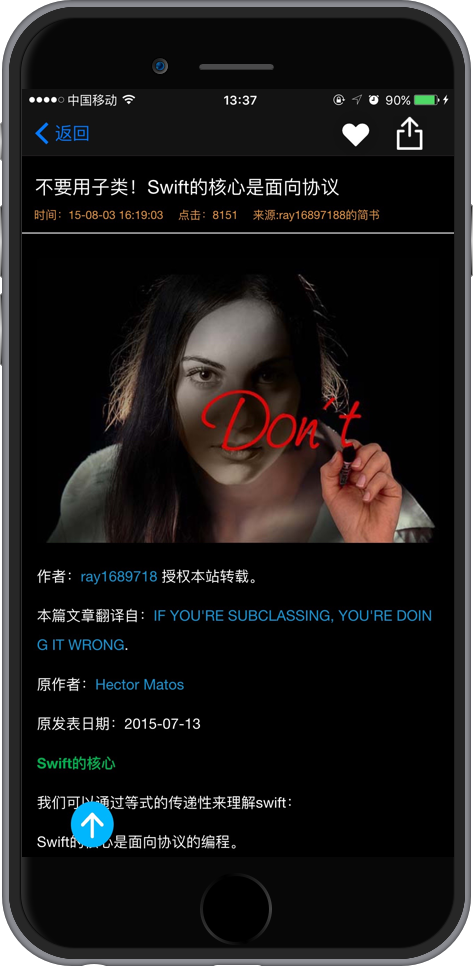 中国移动 13:37 90%
返回
不要用子类！Swift的核心是面向协议
时间：15-08-03 16:19:03 点击：8151 来源:ray16897188的简书
Don't
作者：ray1689718 授权本站转载。
本篇文章翻译自：IF YOU'RE SUBCLASSING, YOU'RE DOIN
G IT WRONG.
原作者：Hector Matos
原发表日期：2015-07-13
Swift的核心
我们可以通过等式的传递性来理解swift：
Swift的核心是面向协议的编程。